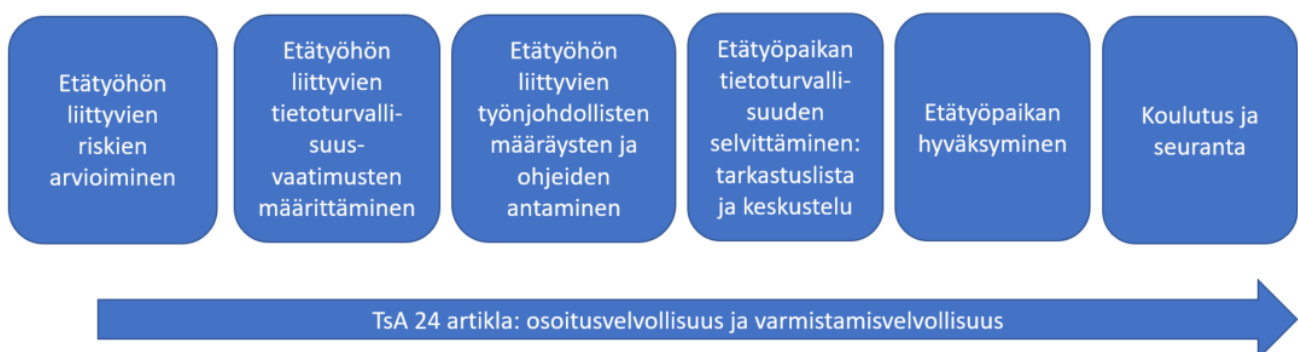 Etätyöhön
liittyvien
riskien
arvioiminen
Etätyöhön
liittyvien
tietoturvalli-
suus-
vaatimusten
määrittäminen
Etätyöhön
liittyvien
työnjohdollisten
määräysten ja
ohjeiden
antaminen
Etätyöpaikan
tietoturvalli-
suuden
selvittäminen:
tarkastuslista
ja keskustelu
Etätyöpaikan
hyväksyminen
Koulutus ja
seuranta
TsA 24 artikla: osoitusvelvollisuus ja varmistamisvelvollisuus